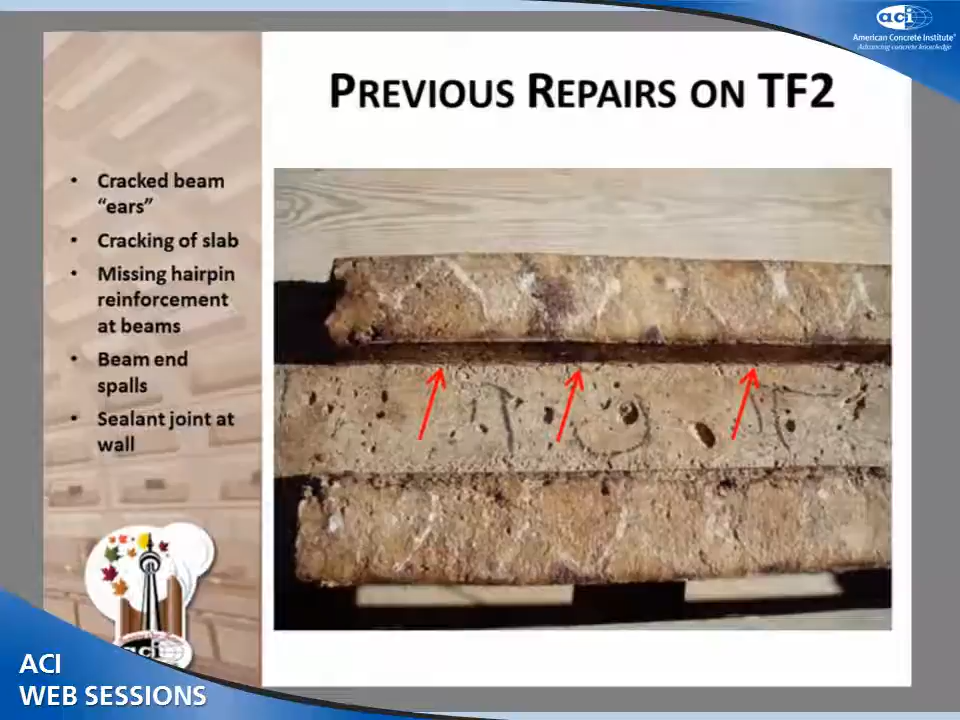 aci
American Concrete Institute®
Advancing concrete knowledge
PREVIOUS REPAIRS ON TF2
• Cracked beam
“ears”
• Cracking of slab
• Missing hairpin
reinforcement
at beams
• Beam end
spalls
• Sealant joint at
wall
aci
ACI
WEB SESSIONS